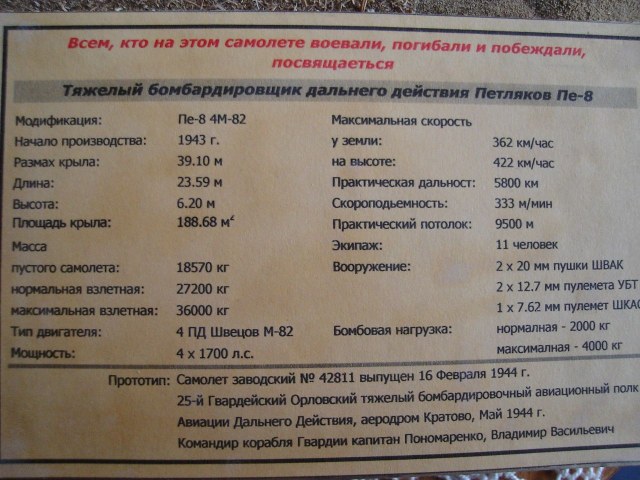 Всем, кто на этом самолете воевали, погибали и побеждали,
посвящаеться
Тяжелый бомбардировщик дальнего действия Петляков Пе-8
Модификация: Пе-8 4М-82
Начало производства: 1943 г.
Размах крыла: 39.10 м
Длина: 23.59 м
Высота: 6.20 м
Площадь крыла: 188.68 м²
Масса
пустого самолета: 18570 кг
нормальная взлетная: 27200 кг
максимальная взлетная: 36000 кг
Тип двигателя: 4 ПД Швецов М-82
Мощность: 4 x 1700 л.с.
Максимальная скорость
у земли: 362 км/час
на высоте: 422 км/час
Практическая дальност: 5800 км
Скороподьемность: 333 м/мин
Практический потолок: 9500 м
Экипаж: 11 человек
Вооружение: 2 x 20 мм пушки ШВАК
2 x 12.7 мм пулемета УБТ
1 x 7.62 мм пулемет ШКАС
Бомбовая нагрузка: нормалная - 2000 кг
максималная - 4000 кг
Прототип: Самолет заводский № 42811 выпущен 16 Февраля 1944 г.
25-й Гвардейский Орловский тяжелый бомбардировочный авиационный полк
Авиации Дальнего Действия, аеродром Кратово, Май 1944 г.
Командир корабля Гвардии капитан Пономаренко, Владимир Васильевич